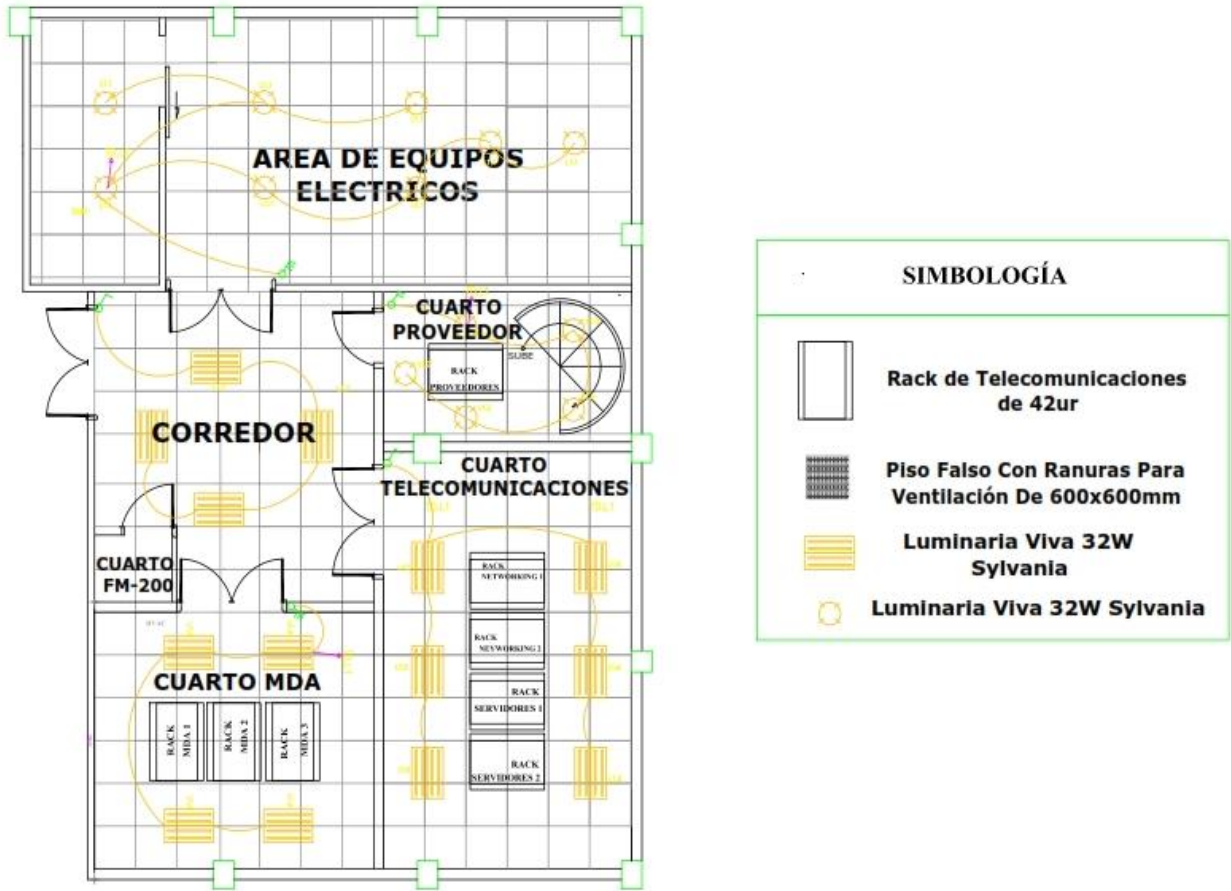 AREA DE EQUIPOS
ELECTRICOS
CUARTO
PROVEEDOR
SUBE
RACK
PROVEEDORES
CORREDOR
CUARTO
TELECOMUNICACIONES
CUARTO
FM-200
RACK
NETWORKING 1
RACK
NEYWORKING 2
RACK
SERVIDORES 1
RACK
SERVIDORES 2
CUARTO MDA
RACK
MDA 1
RACK
MDA 2
RACK
MDA 3
SIMBOLOGÍA
Rack de Telecomunicaciones
de 42ur
Piso Falso Con Ranuras Para
Ventilación De 600x600mm
Luminaria Viva 32W
Sylvania
Luminaria Viva 32W Sylvania